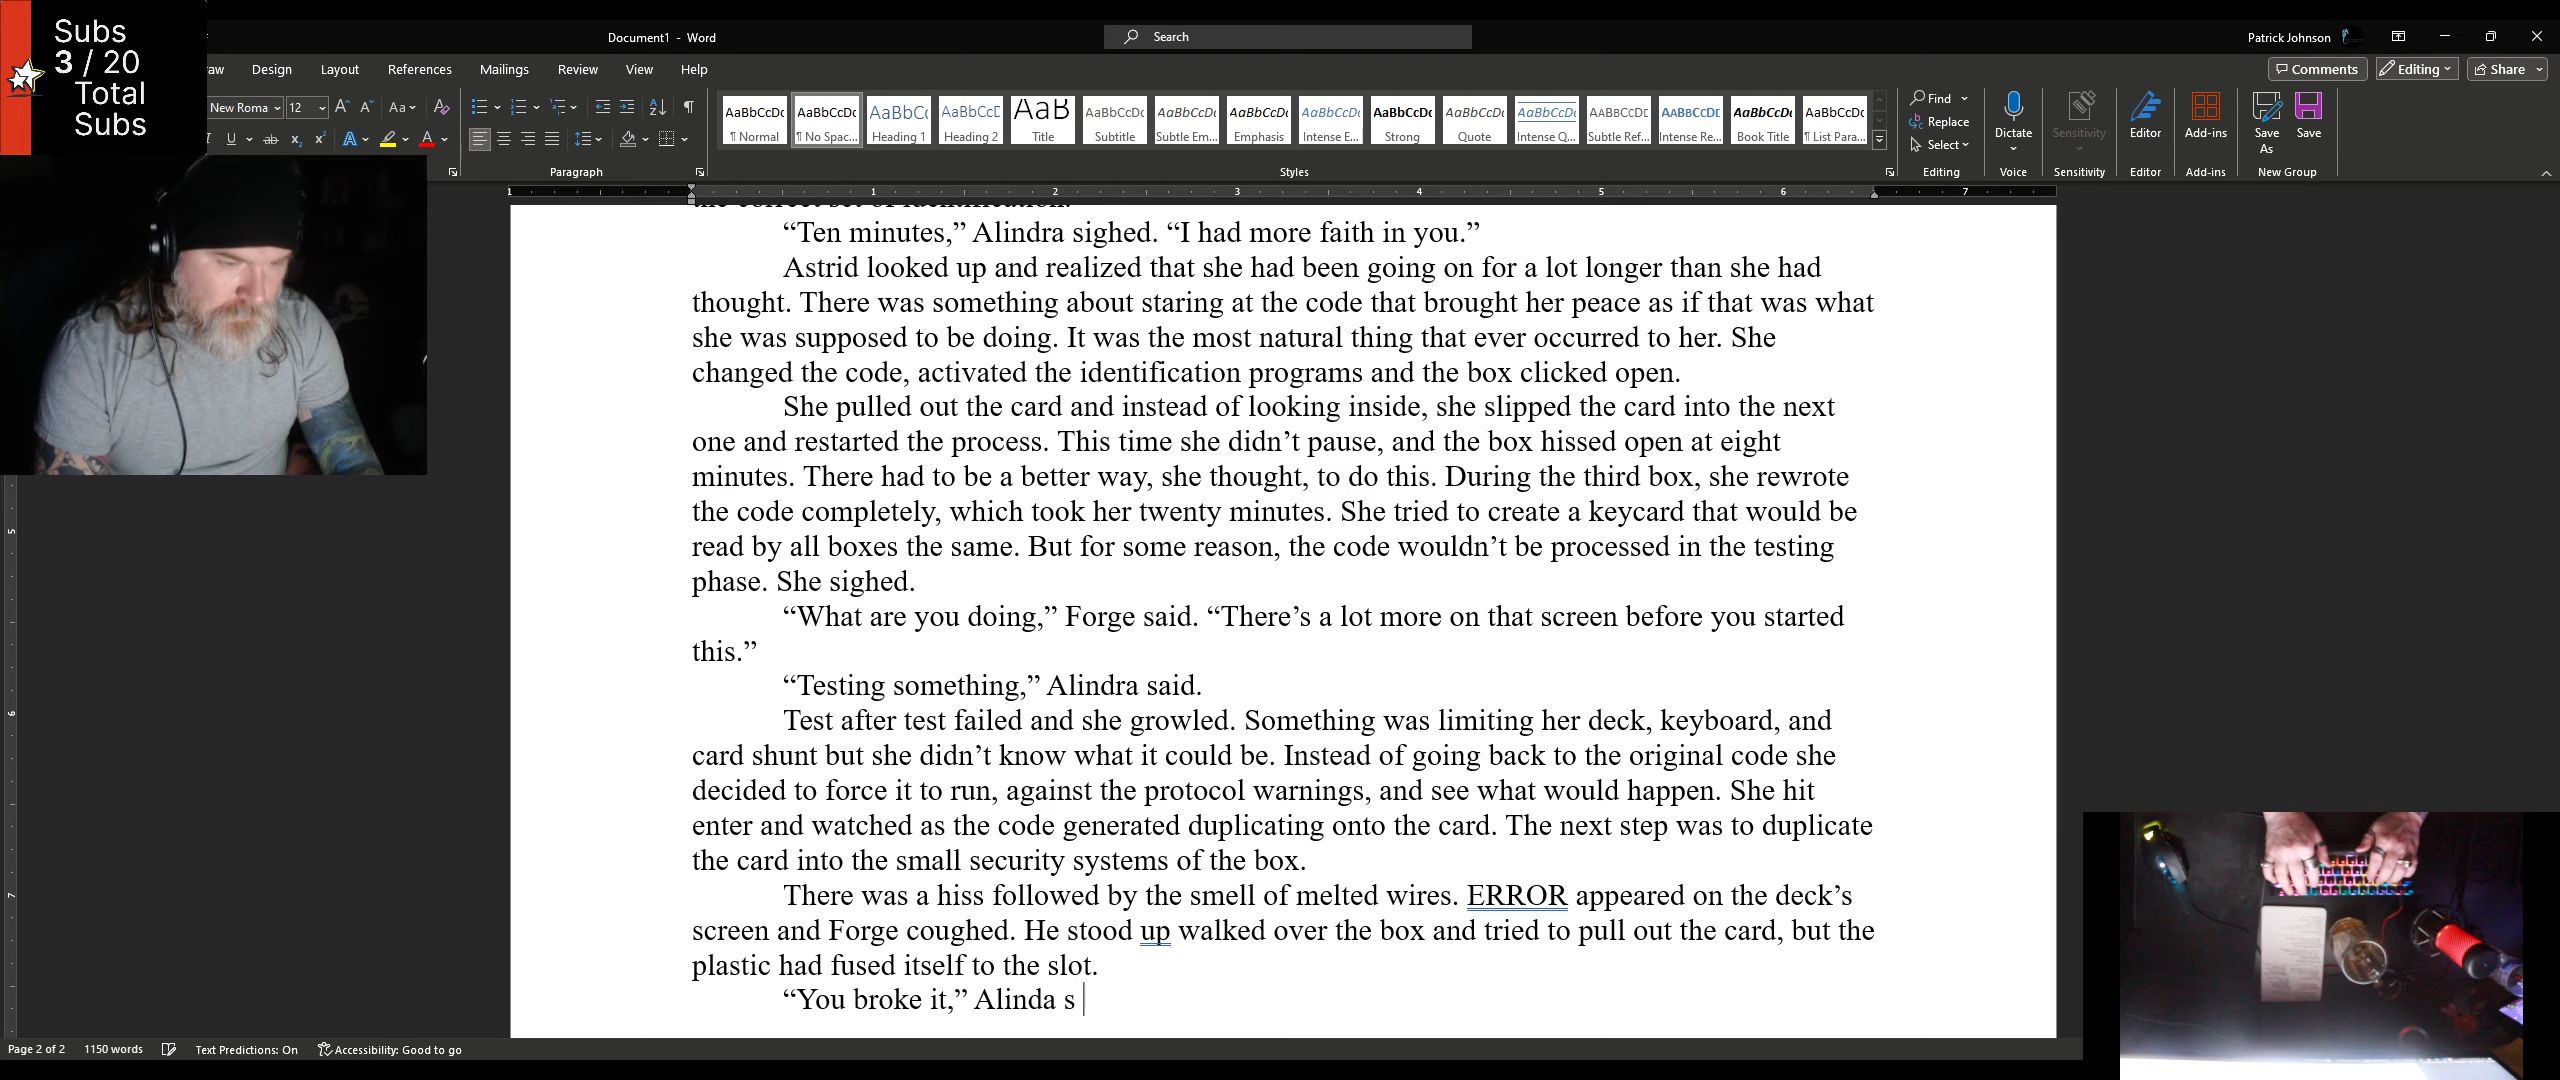 Subs
3 / 20
Total
Subs
Document1 - Word
Search
Patrick Johnson
aw Design Layout References Mailings Review View Help
Comments Editing Share
New Roma 12 Aa
AaBbCcDc AaBbCcDc AaBbC AaBbCcD AaB AaBbCcDc AaBbCcDc AaBbCcDc AaBbCcDc AaBbCcDc AaBbCcDc AaBbCcDc AABBCCDE AABBCCDE AaBbCcDc AaBbCcDc
¶ Normal ¶ No Spac... Heading 1 Heading 2 Title Subtitle Subtle Em... Emphasis Intense E... Strong Quote Intense Q... Subtle Ref... Intense Re... Book Title ¶ List Para...
Find
Replace
Select
Dictate Sensitivity Editor Add-ins Save As Save
Paragraph Styles Editing Voice Sensitivity Editor Add-ins New Group
1 1 2 3 4 5 6 7
the correct set of identification.
“Ten minutes,” Alindra sighed. “I had more faith in you.”
Astrid looked up and realized that she had been going on for a lot longer than she had
thought. There was something about staring at the code that brought her peace as if that was what
she was supposed to be doing. It was the most natural thing that ever occurred to her. She
changed the code, activated the identification programs and the box clicked open.
She pulled out the card and instead of looking inside, she slipped the card into the next
one and restarted the process. This time she didn’t pause, and the box hissed open at eight
minutes. There had to be a better way, she thought, to do this. During the third box, she rewrote
the code completely, which took her twenty minutes. She tried to create a keycard that would be
read by all boxes the same. But for some reason, the code wouldn’t be processed in the testing
phase. She sighed.
“What are you doing,” Forge said. “There’s a lot more on that screen before you started
this.”
“Testing something,” Alindra said.
Test after test failed and she growled. Something was limiting her deck, keyboard, and
card shunt but she didn’t know what it could be. Instead of going back to the original code she
decided to force it to run, against the protocol warnings, and see what would happen. She hit
enter and watched as the code generated duplicating onto the card. The next step was to duplicate
the card into the small security systems of the box.
There was a hiss followed by the smell of melted wires. ERROR appeared on the deck’s
screen and Forge coughed. He stood up walked over the box and tried to pull out the card, but the
plastic had fused itself to the slot.
“You broke it,” Alinda s
5
6
7
Page 2 of 2 1150 words Text Predictions: On Accessibility: Good to go